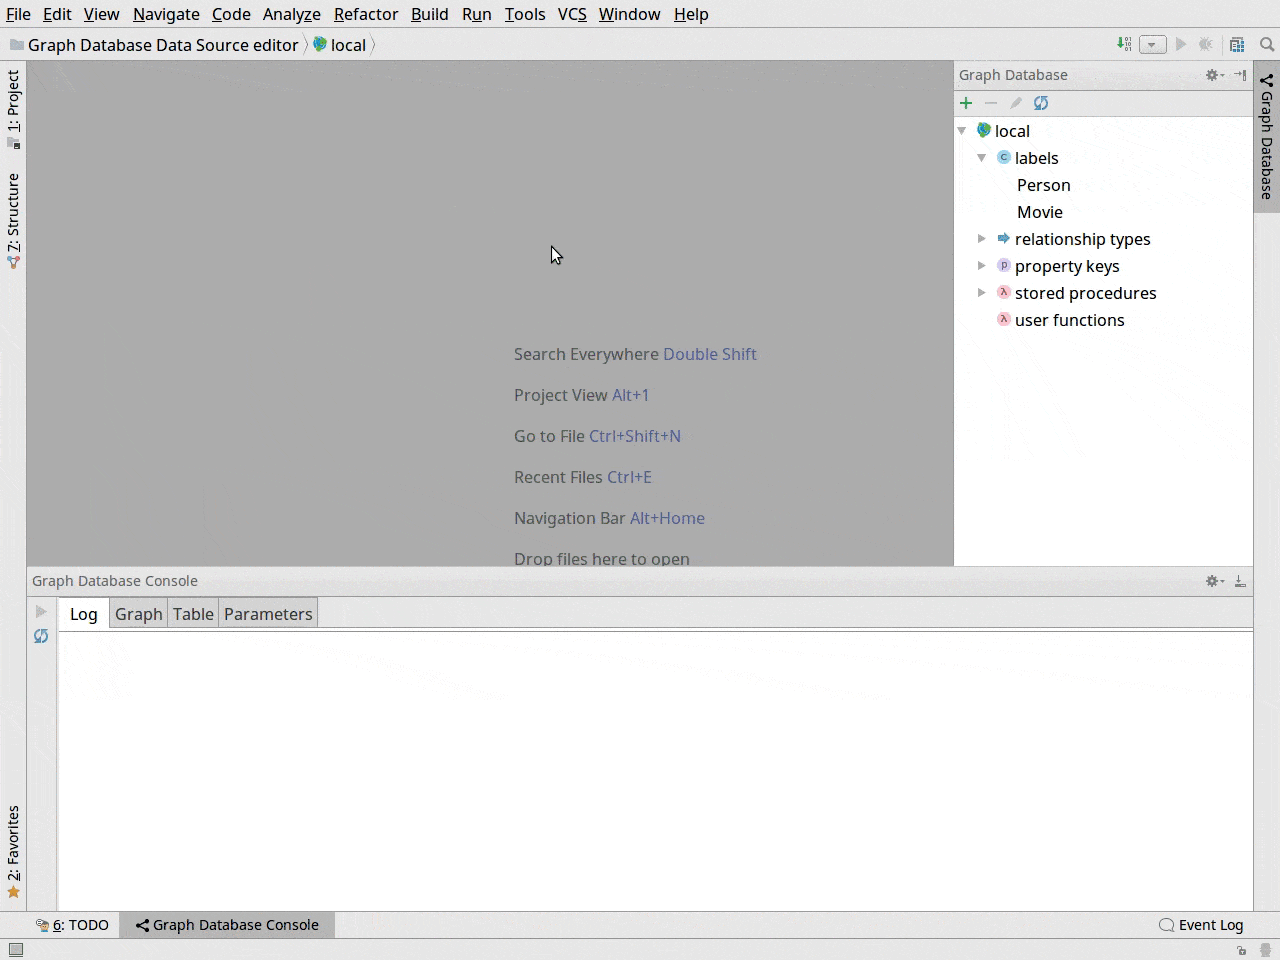 File Edit View Navigate Code Analyze Refactor Build Run Tools VCS Window Help
Graph Database Data Source editor local
1: Project
7: Structure
2: Favorites
Search Everywhere Double Shift
Project View Alt+1
Go to File Ctrl+Shift+N
Recent Files Ctrl+E
Navigation Bar Alt+Home
Drop files here to open
Graph Database
local
labels
Person
Movie
relationship types
property keys
stored procedures
user functions
Graph Database
Graph Database Console
Log Graph Table Parameters
6: TODO Graph Database Console Event Log